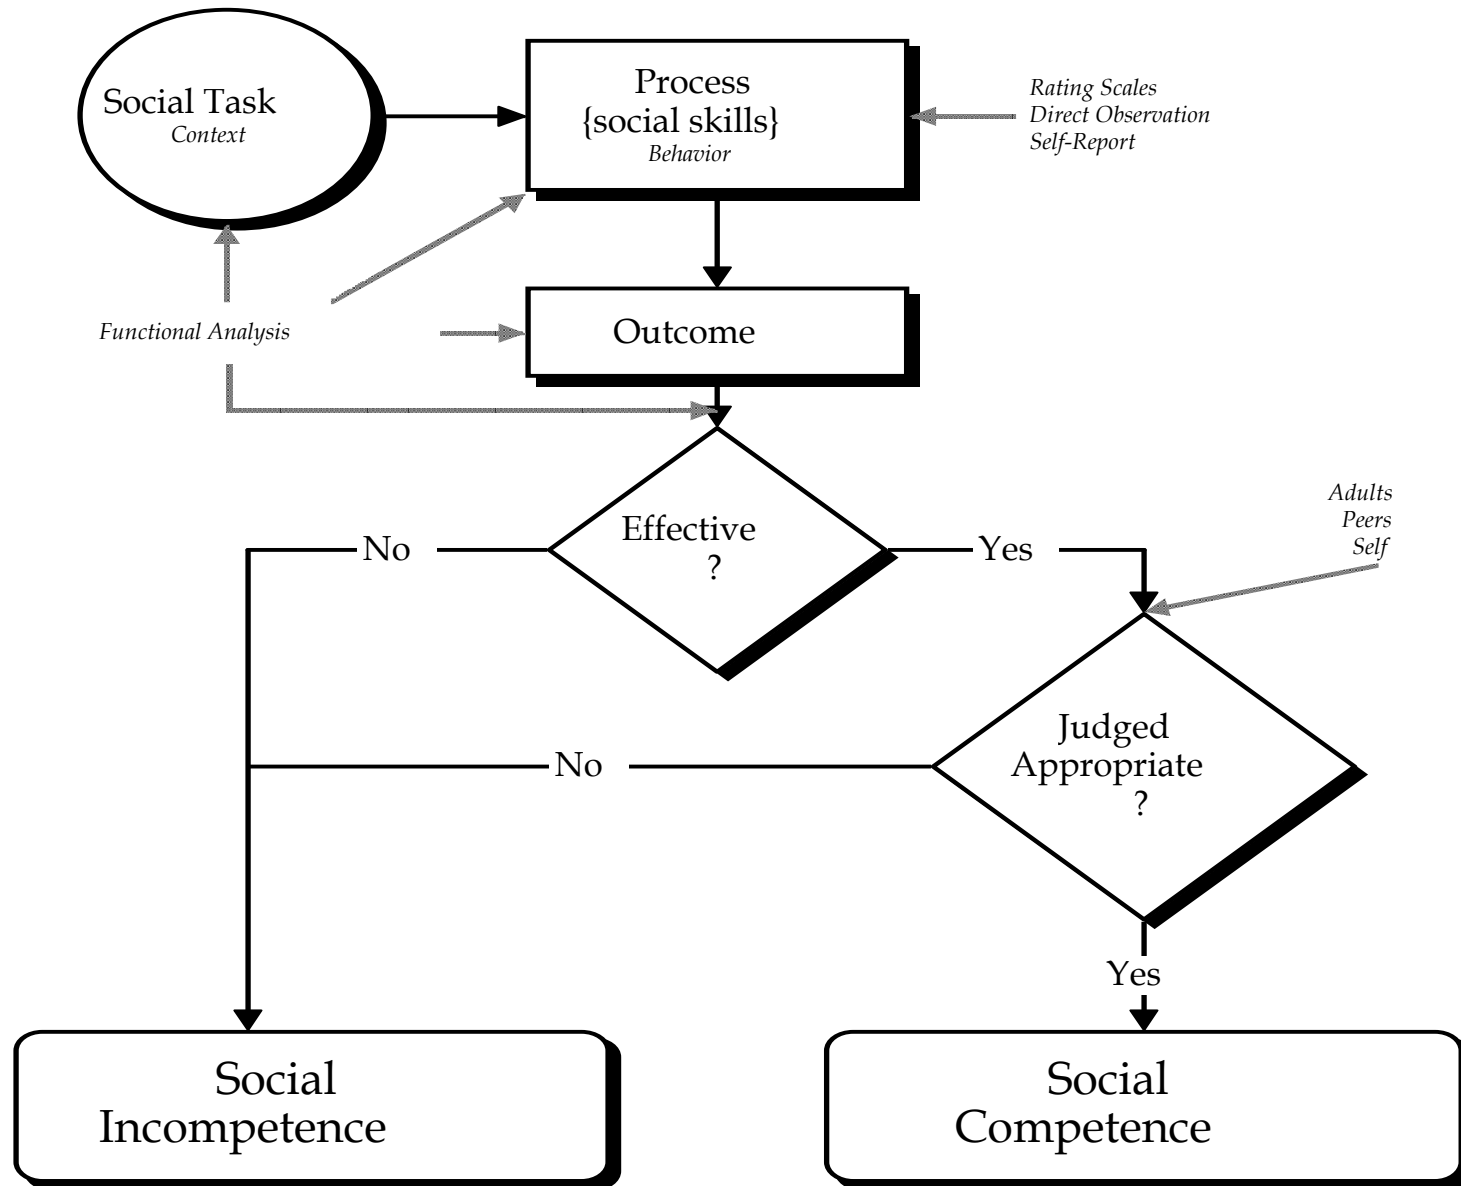 Social Task
Context
Process
{social skills}
Behavior
Rating Scales
Direct Observation
Self-Report
Functional Analysis
Outcome
Effective
?
No
Yes
Adults
Peers
Self
Judged
Appropriate
?
No
Yes
Social
Incompetence
Social
Competence